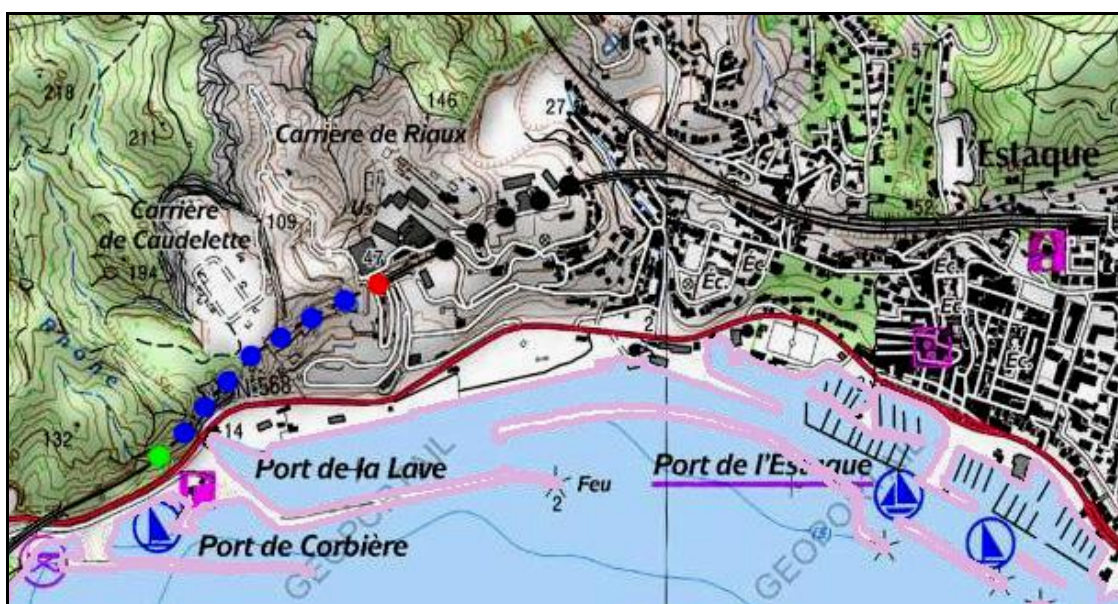 218
211
146
27
57
Carrière de Riaux
l'Estaque
Us.
Carrière
de Caudelette
109
194
47
52
Éc.
Éc.
Éc.
Éc
Éc.
2
N 568
132
14
Port de la Lave
Port de l'Estaque
Feu
2
Port de Corbière
GEOPORTAIL
GEOPORTAIL